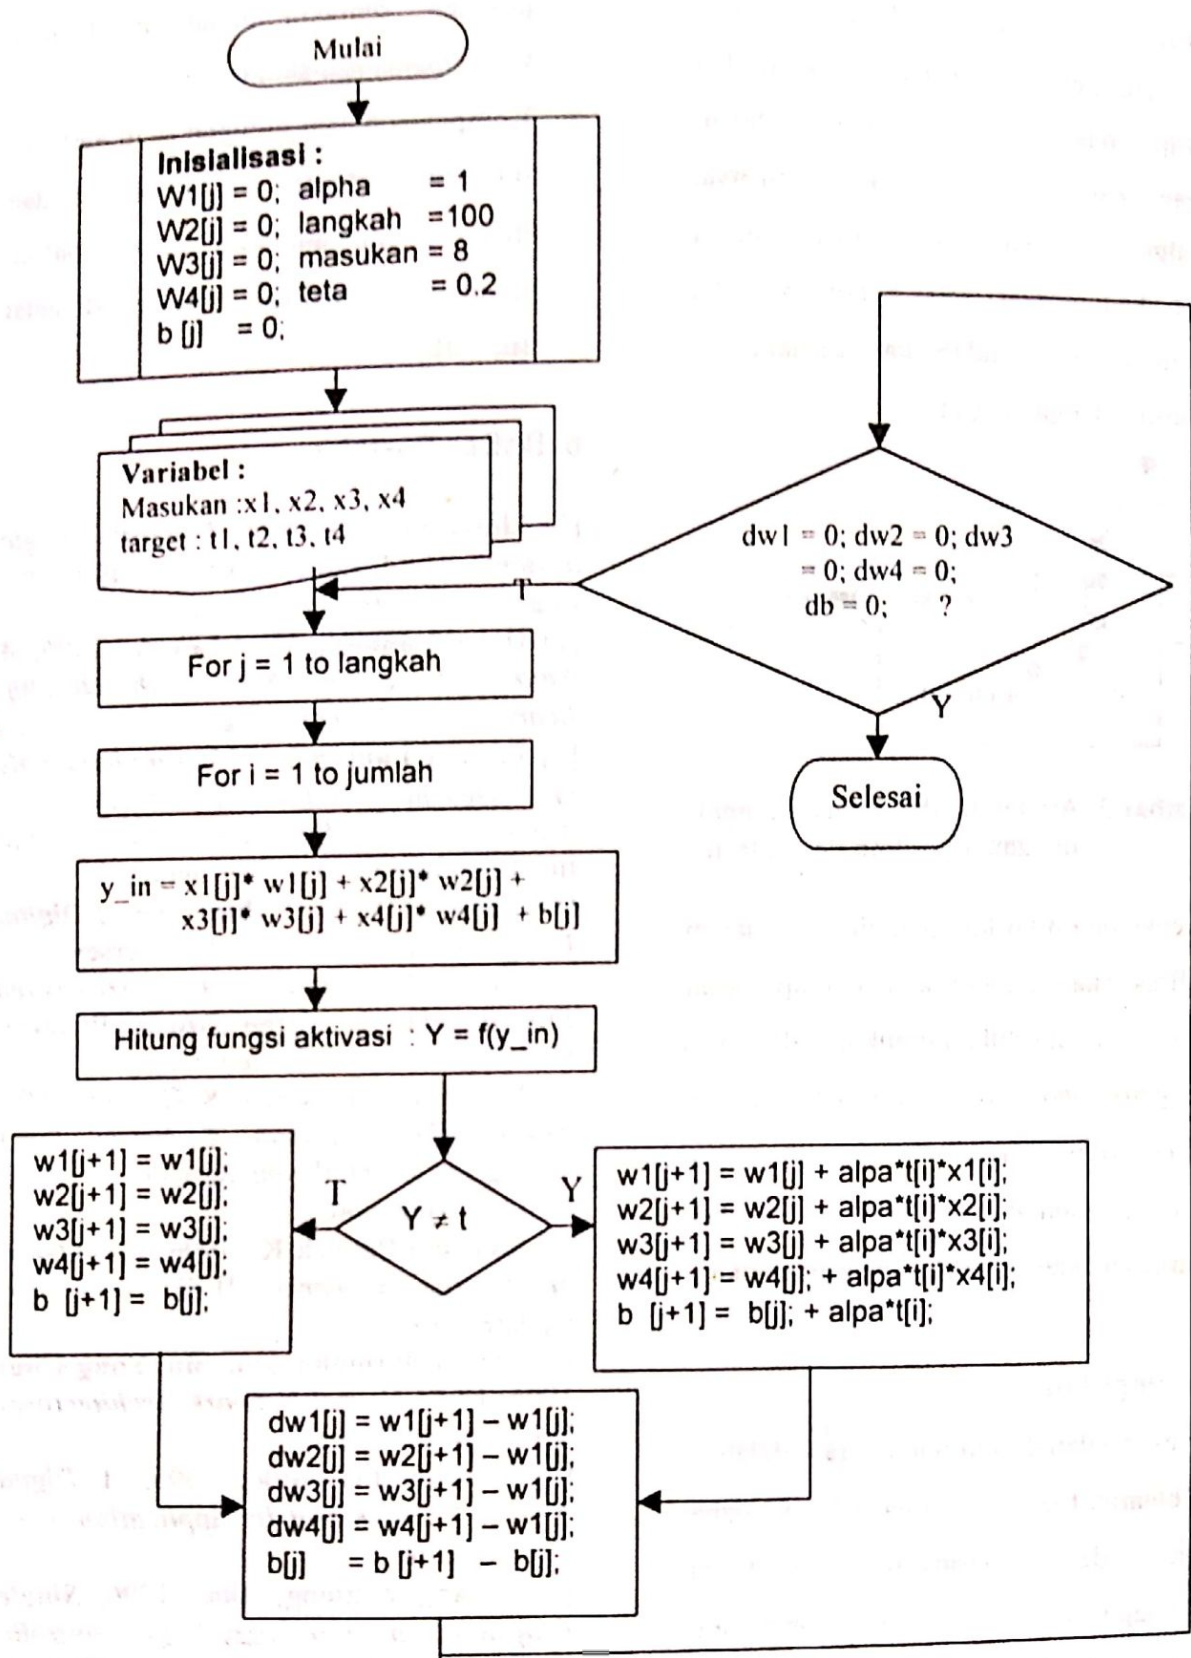 Mulai
Inisialisasi :
W1[j] = 0; alpha = 1
W2[j] = 0; langkah =100
W3[j] = 0; masukan = 8
W4[j] = 0; teta = 0.2
b [j] = 0;
Variabel :
Masukan :x1, x2, x3, x4
target : t1, t2, t3, t4
For j = 1 to langkah
For i = 1 to jumlah
y_in = x1[j]* w1[j] + x2[j]* w2[j] +
x3[j]* w3[j] + x4[j]* w4[j] + b[j]
Hitung fungsi aktivasi : Y = f(y_in)
Y ≠ t
T
Y
w1[j+1] = w1[j];
w2[j+1] = w2[j];
w3[j+1] = w3[j];
w4[j+1] = w4[j];
b [j+1] = b[j];
w1[j+1] = w1[j] + alpa*t[i]*x1[i];
w2[j+1] = w2[j] + alpa*t[i]*x2[i];
w3[j+1] = w3[j] + alpa*t[i]*x3[i];
w4[j+1] = w4[j]; + alpa*t[i]*x4[i];
b [j+1] = b[j]; + alpa*t[i];
dw1[j] = w1[j+1] – w1[j];
dw2[j] = w2[j+1] – w1[j];
dw3[j] = w3[j+1] – w1[j];
dw4[j] = w4[j+1] – w1[j];
b[j] = b [j+1] – b[j];
dw1 = 0; dw2 = 0; dw3
= 0; dw4 = 0;
db = 0; ?
T
Y
Selesai